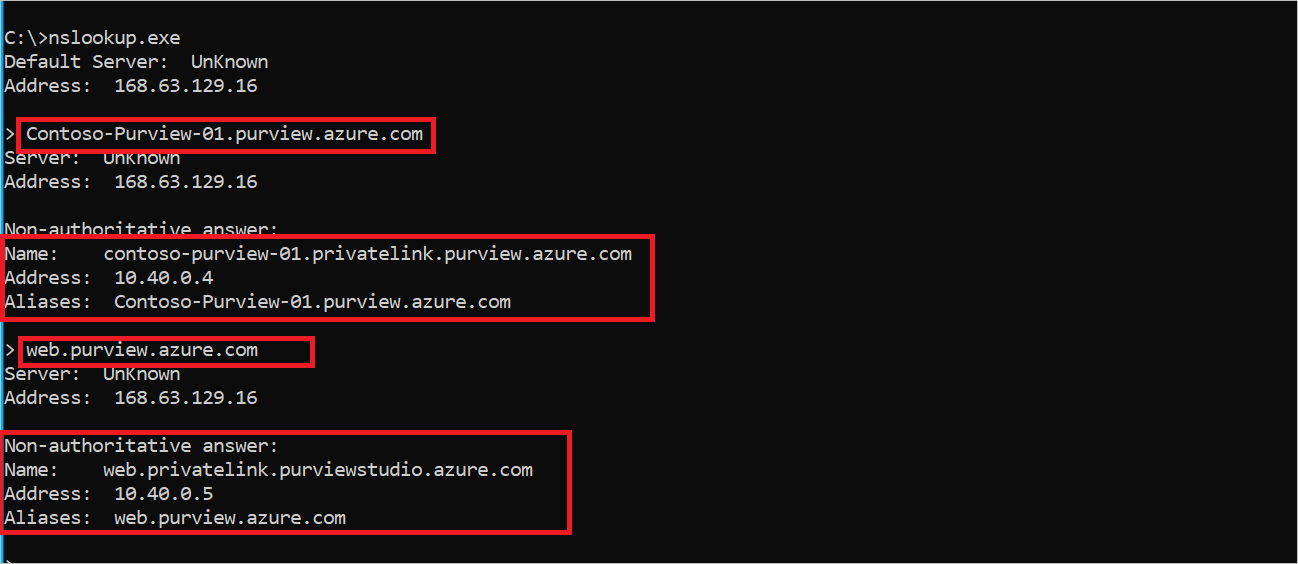 C:\>nslookup.exe
Default Server:  UnKnown
Address:  168.63.129.16
> Contoso-Purview-01.purview.azure.com
Server:  UnKnown
Address:  168.63.129.16
Non-authoritative answer:
Name:    contoso-purview-01.privatelink.purview.azure.com
Address:  10.40.0.4
Aliases:  Contoso-Purview-01.purview.azure.com
> web.purview.azure.com
Server:  UnKnown
Address:  168.63.129.16
Non-authoritative answer:
Name:    web.privatelink.purviewstudio.azure.com
Address:  10.40.0.5
Aliases:  web.purview.azure.com